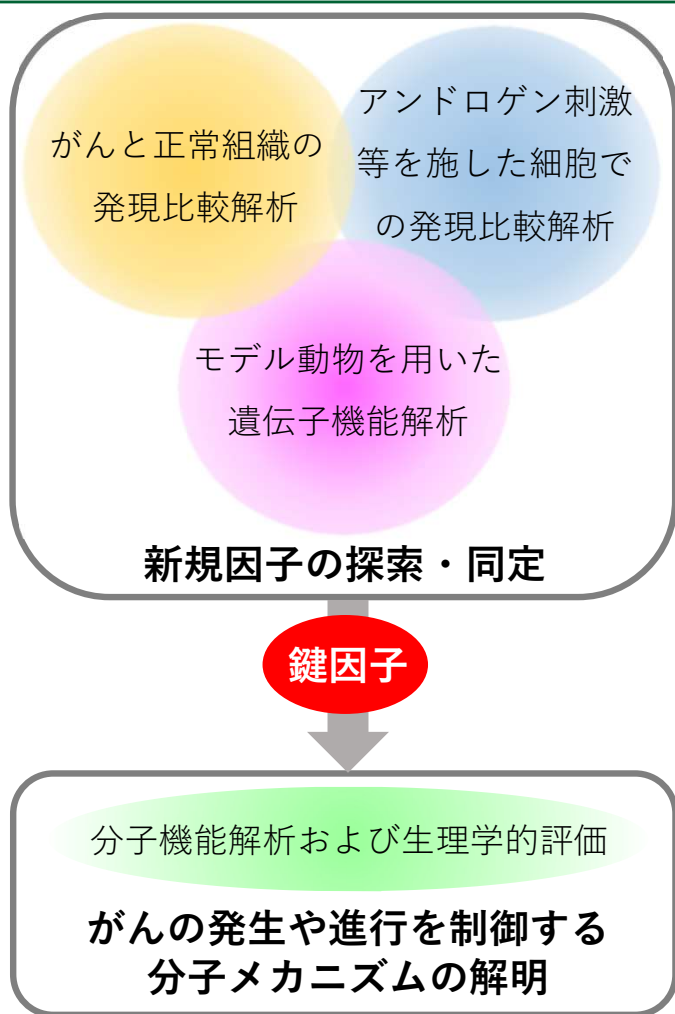 がんと正常組織の
発現比較解析
アンドロゲン刺激
等を施した細胞で
の発現比較解析
モデル動物を用いた
遺伝子機能解析
新規因子の探索・同定
鍵因子
分子機能解析および生理学的評価
がんの発生や進行を制御する
分子メカニズムの解明